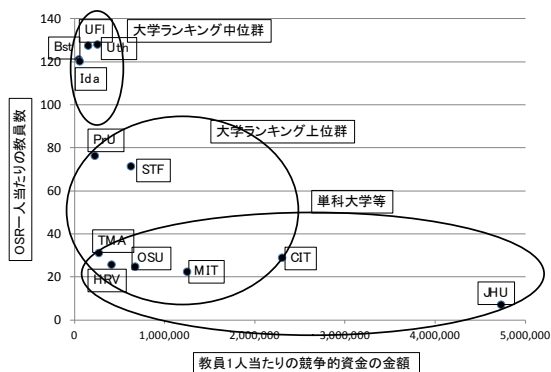 140
120
100
80
60
40
20
0
OSR一人当たりの教員数
UFl
大学ランキング中位群
Bst
Uth
Ida
PrU
大学ランキング上位群
STF
単科大学等
TMA
OSU
CIT
HRV
MIT
JHU
0
1,000,000
2,000,000
3,000,000
4,000,000
5,000,000
教員1人当たりの競争的資金の金額